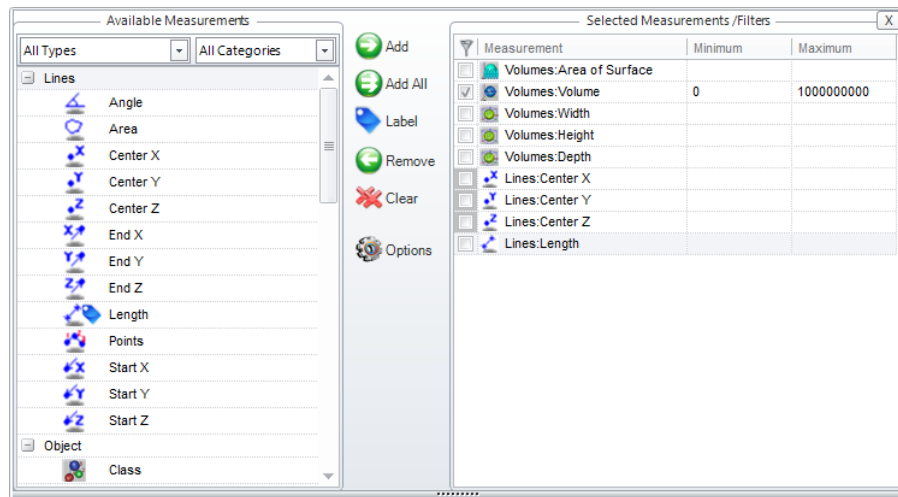 Available Measurements
All Types All Categories
Lines
Angle
Area
Center X
Center Y
Center Z
End X
End Y
End Z
Length
Points
Start X
Start Y
Start Z
Object
Class
Add
Add All
Label
Remove
Clear
Options
Selected Measurements /Filters X
Measurement Minimum Maximum
Volumes:Area of Surface
Volumes:Volume 0 1000000000
Volumes:Width
Volumes:Height
Volumes:Depth
Lines:Center X
Lines:Center Y
Lines:Center Z
Lines:Length